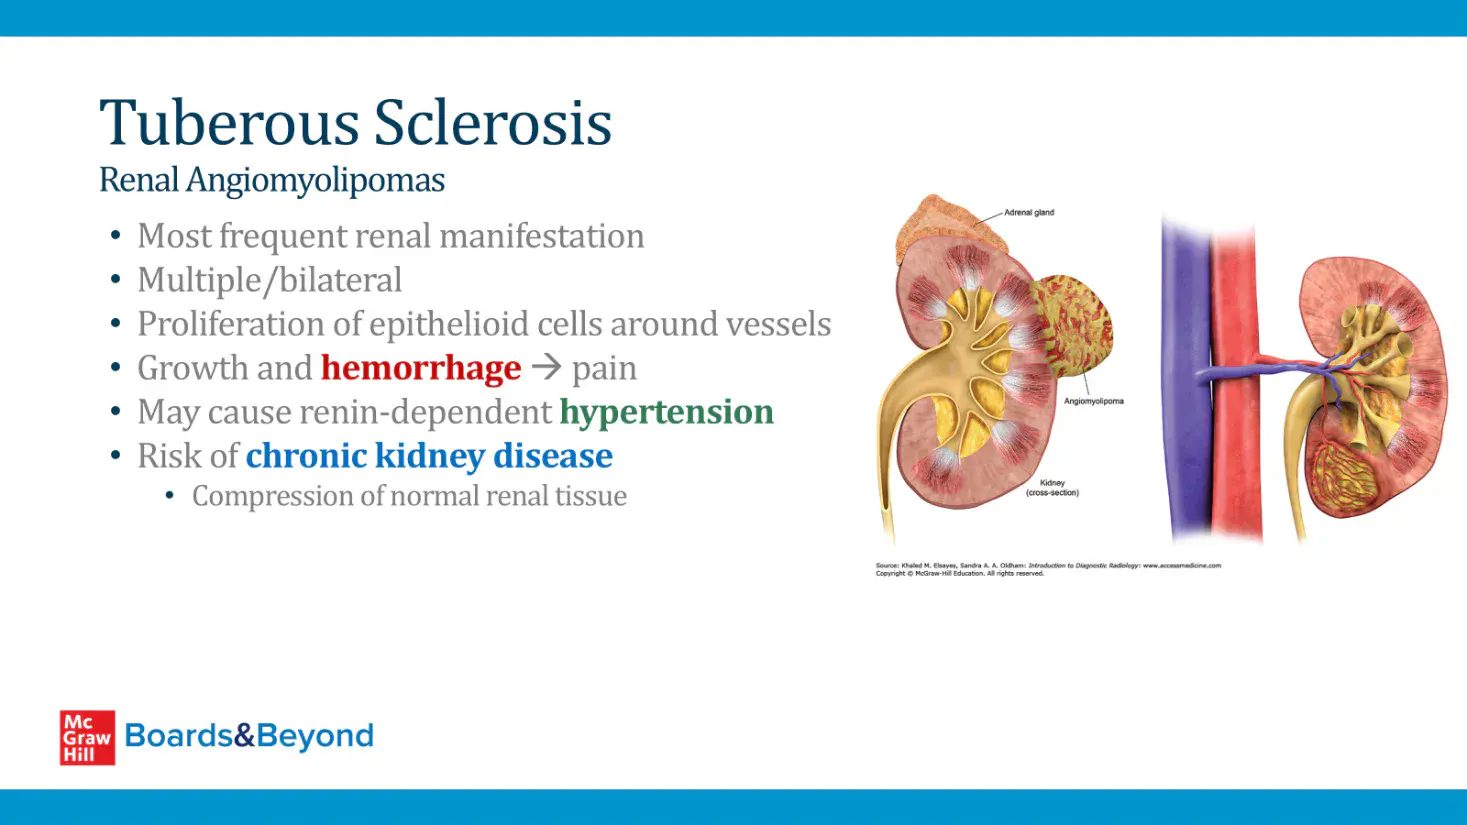 Tuberous Sclerosis
Renal Angiomyolipomas
• Most frequent renal manifestation
• Multiple/bilateral
• Proliferation of epithelioid cells around vessels
• Growth and hemorrhage → pain
• May cause renin-dependent hypertension
• Risk of chronic kidney disease
• Compression of normal renal tissue
Adrenal gland
Angiomyolipoma
Kidney
(cross-section)
Source: Khaled M. Elsayes, Sandra A. A. Oldham: Introduction to Diagnostic Radiology: www.accessmedicine.com
Copyright © McGraw-Hill Education. All rights reserved.
Mc
Graw
Hill
Boards&Beyond